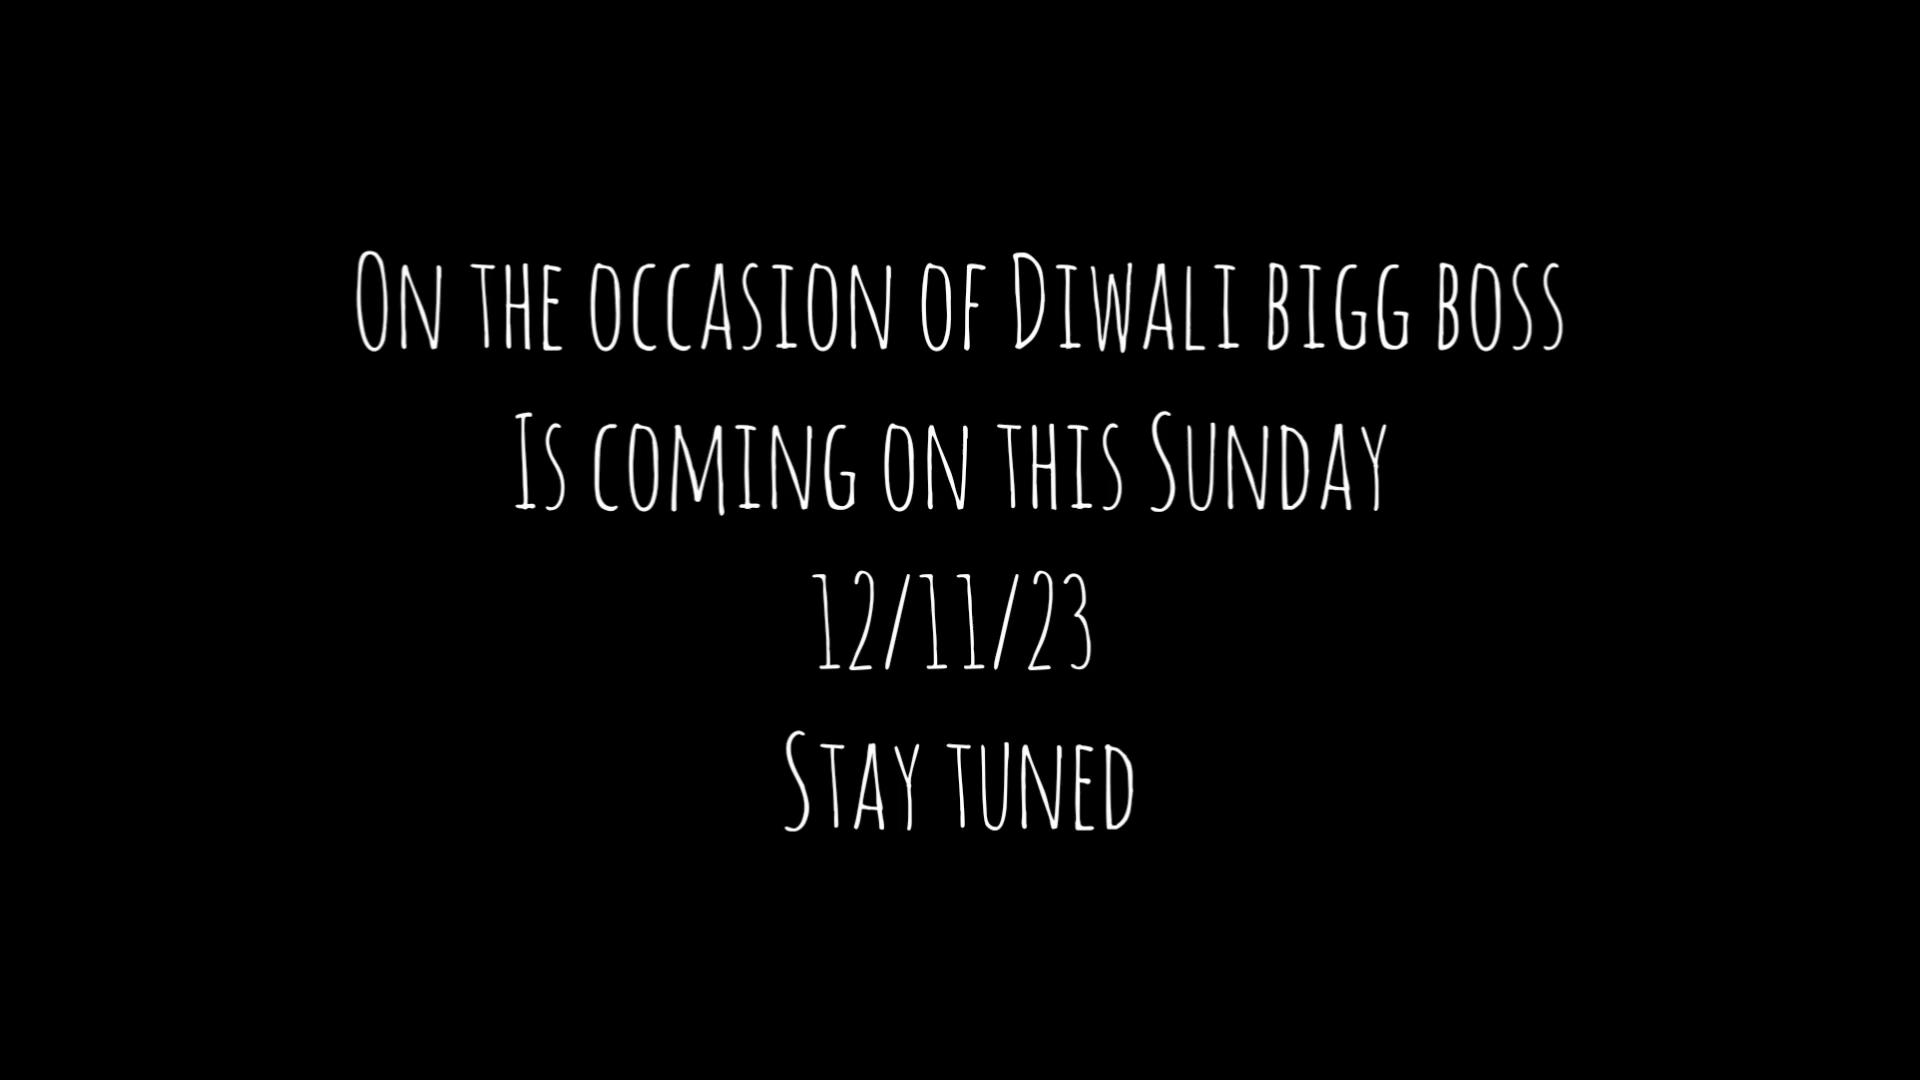 On the occasion of Diwali bigg boss
Is coming on this Sunday
12/11/23
Stay tuned